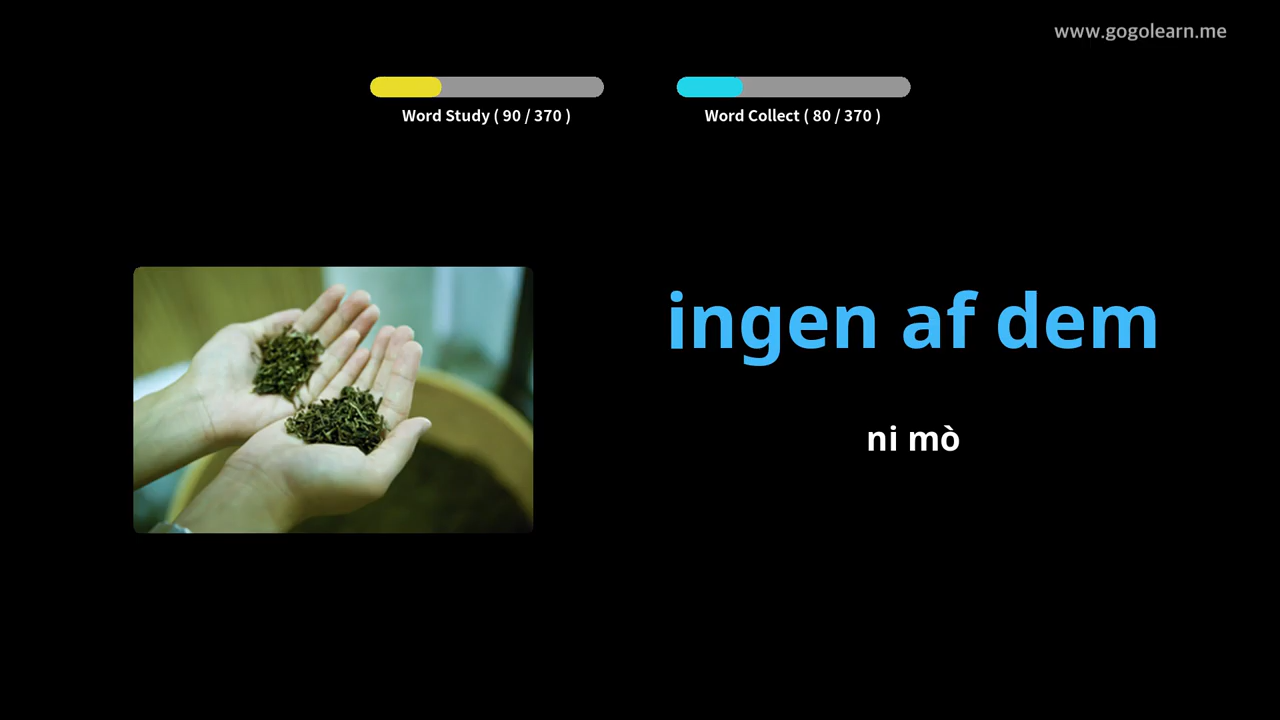 www.gogolearn.me
Word Study ( 90 / 370 )
Word Collect ( 80 / 370 )
ingen af dem
ni mò